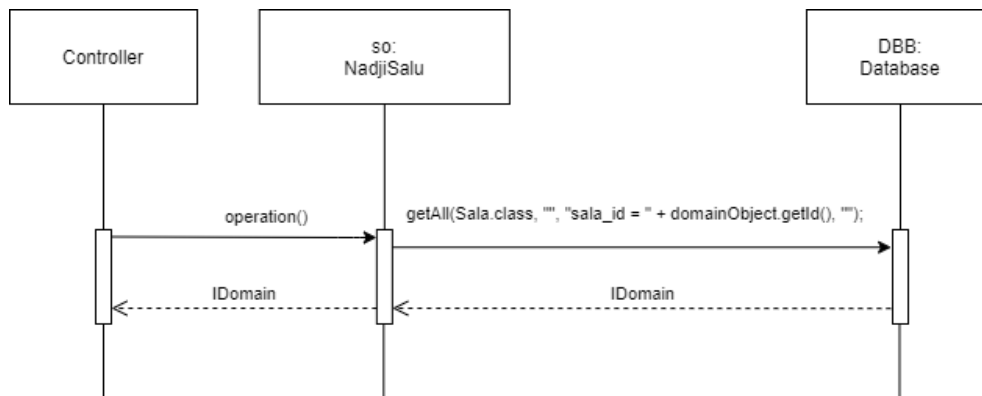 Controller
so:
NadjiSalu
DBB:
Database
operation()
getAll(Sala.class, "", "sala_id = " + domainObject.getId(), "");
IDomain
IDomain